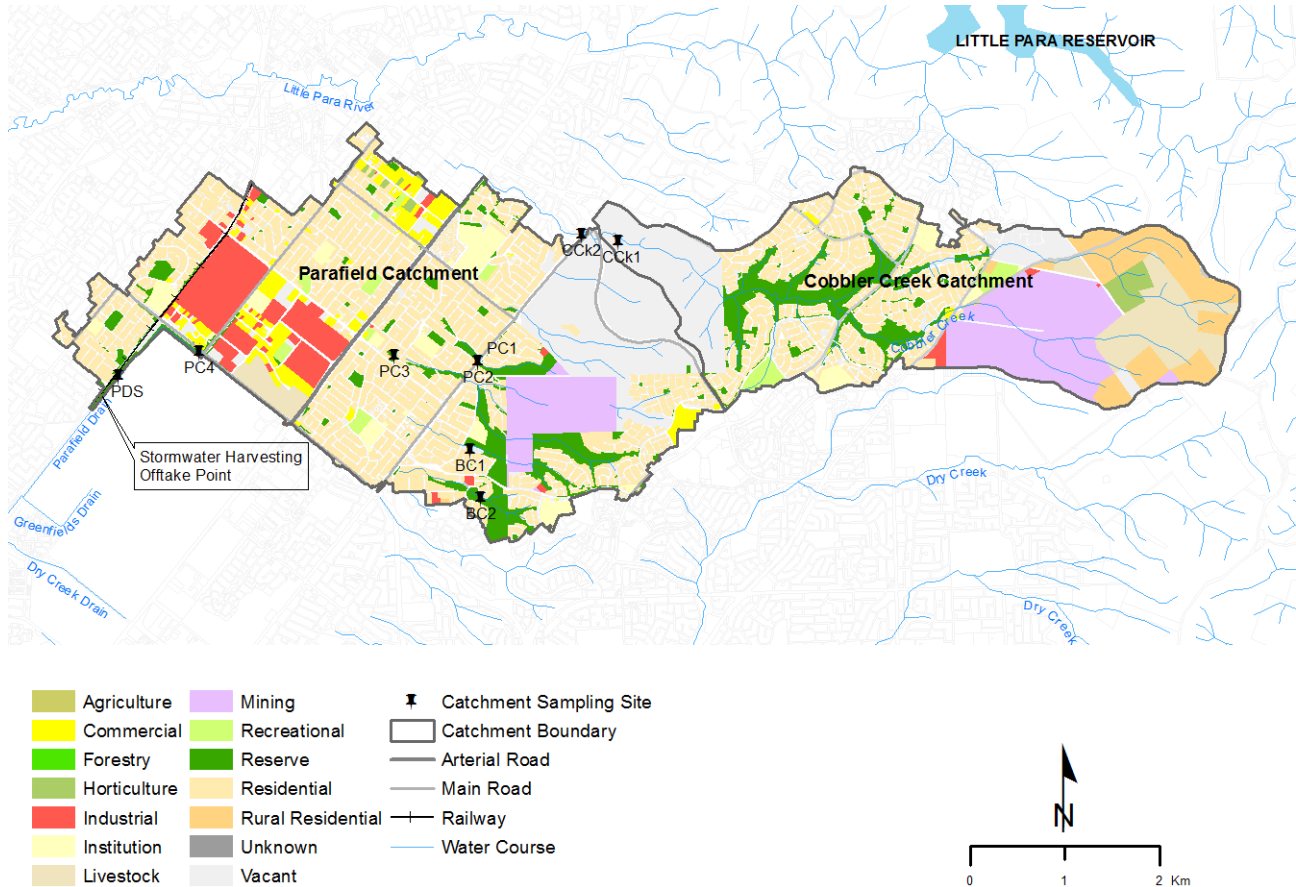 LITTLE PARA RESERVOIR
Little Para River
CCk2
CCk1
Parafield Catchment
Cobbler Creek Catchment
Cobbler Creek
PC1
PC4
PC3
PC2
PDS
Parafield Drain
Stormwater Harvesting
Offtake Point
BC1
Dry Creek
BC2
Greenfields Drain
Dry Creek Drain
Dry Creek
Agriculture
Commercial
Forestry
Horticulture
Industrial
Institution
Livestock
Mining
Recreational
Reserve
Residential
Rural Residential
Unknown
Vacant
Catchment Sampling Site
Catchment Boundary
Arterial Road
Main Road
Railway
Water Course
N
0 1 2 Km